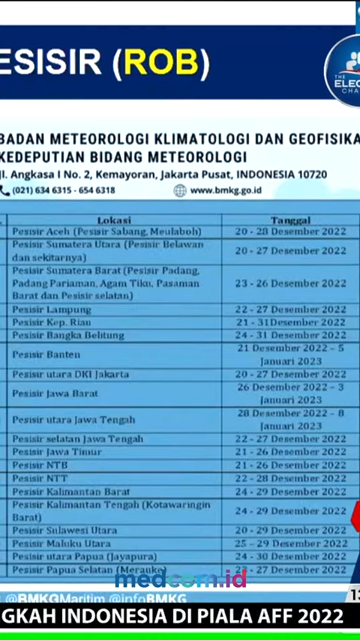 ESISIR (ROB)
THE
ELEC
CHA
BADAN METEOROLOGI KLIMATOLOGI DAN GEOFISIKA
KEDEPUTIAN BIDANG METEOROLOGI
Jl. Angkasa I No. 2, Kemayoran, Jakarta Pusat, INDONESIA 10720
(021) 634 6315 - 654 6318 www.bmkg.go.id
Lokasi Tanggal
Pesisir Aceh (Pesisir Sabang, Meulaboh) 20 - 28 Desember 2022
Pesisir Sumatera Utara (Pesisir Belawan
dan sekitarnya) 20 - 27 Desember 2022
Pesisir Sumatera Barat (Pesisir Padang,
Padang Pariaman, Agam Tiku, Pasaman
Barat dan Pesisir selatan) 23 - 26 Desember 2022
Pesisir Lampung 22 - 27 Desember 2022
Pesisir Kep. Riau 21 - 31Desember 2022
Pesisir Bangka Belitung 24 - 31 Desember 2022
Pesisir Banten 21 Desember 2022 – 5
Januari 2023
Pesisir utara DKI Jakarta 20 - 27 Desember 2022
Pesisir Jawa Barat 26 Desember 2022 – 3
Januari 2023
Pesisir utara Jawa Tengah 28 Desember 2022 – 8
Januari 2023
Pesisir selatan Jawa Tengah 22 - 27 Desember 2022
Pesisir Jawa Timur 21 - 26 Desember 2022
Pesisir NTB 21 - 26 Desember 2022
Pesisir NTT 22 - 28 Desember 2022
Pesisir Kalimantan Barat 24 - 29 Desember 2022
Pesisir Kalimantan Tengah (Kotawaringin
Barat) 24 - 29 Desember 2022
Pesisir Sulawesi Utara 20 - 29 Desember 2022
Pesisir Maluku Utara 25 – 29 Desember 2022
Pesisir utara Papua (Jayapura) 24 - 30 Desember 2022
Pesisir Papua Selatan (Merauke) 27 Desember 2022
medcom.id
@BMKGMaritim @infoBMKG
GKAH INDONESIA DI PIALA AFF 2022